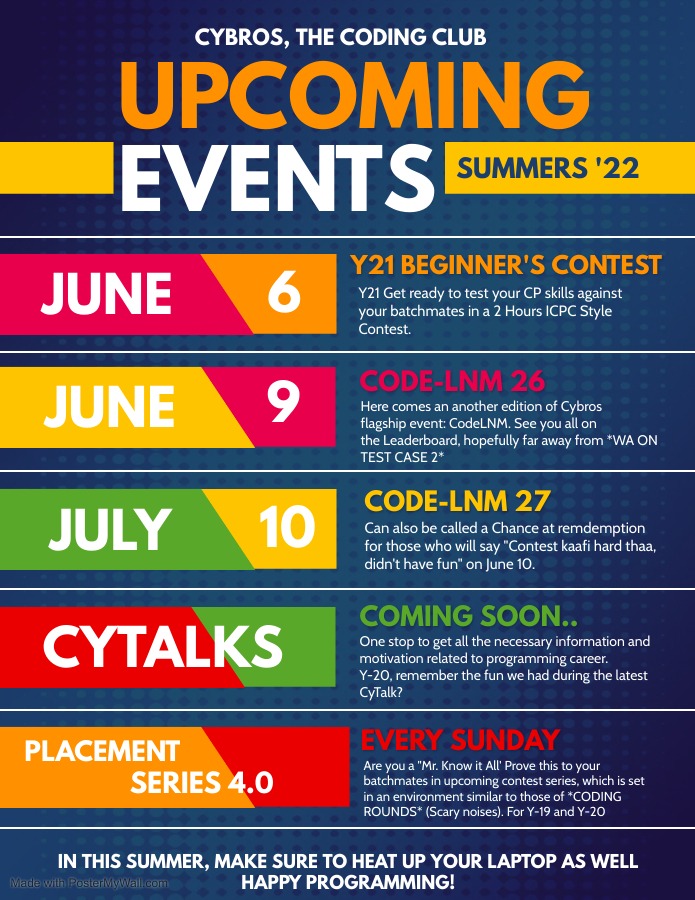 CYBROS, THE CODING CLUB
UPCOMING
EVENTS
SUMMERS '22
JUNE 6
Y21 BEGINNER'S CONTEST
Y21 Get ready to test your CP skills against
your batchmates in a 2 Hours ICPC Style
Contest.
JUNE 9
CODE-LNM 26
Here comes an another edition of Cybros
flagship event: CodeLNM. See you all on
the Leaderboard, hopefully far away from *WA ON
TEST CASE 2*
JULY 10
CODE-LNM 27
Can also be called a Chance at remdemption
for those who will say "Contest kaafi hard thaa,
didn't have fun" on June 10.
CYTALKS
COMING SOON..
One stop to get all the necessary information and
motivation related to programming career.
Y-20, remember the fun we had during the latest
CyTalk?
PLACEMENT
SERIES 4.0
EVERY SUNDAY
Are you a "Mr. Know it All' Prove this to your
batchmates in upcoming contest series, which is set
in an environment similar to those of *CODING
ROUNDS* (Scary noises). For Y-19 and Y-20
IN THIS SUMMER, MAKE SURE TO HEAT UP YOUR LAPTOP AS WELL
HAPPY PROGRAMMING!
Made with PosterMyWall.com